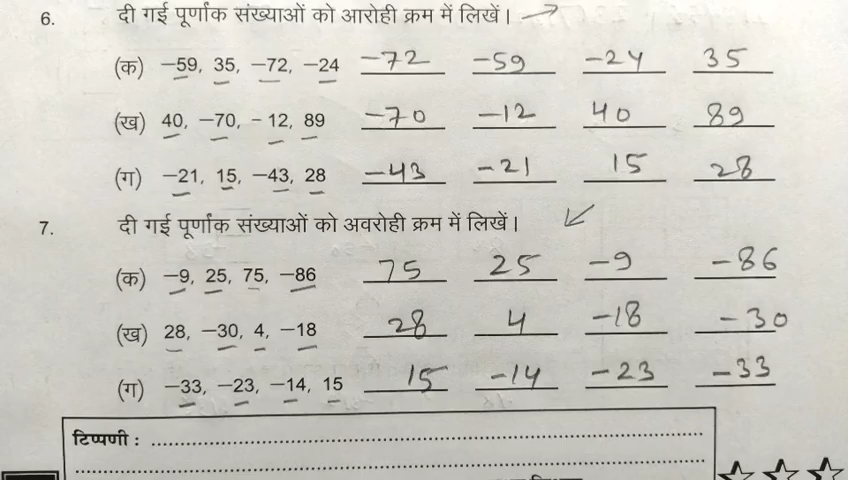 6. दी गई पूर्णांक संख्याओं को आरोही क्रम में लिखें।
(क) −59, 35, −72, −24 -72 -59 -24 35
(ख) 40, −70, - 12, 89 -70 -12 40 89
(ग) −21, 15, −43, 28 -43 -21 15 28
7. दी गई पूर्णांक संख्याओं को अवरोही क्रम में लिखें।
(क) −9, 25, 75, −86 75 25 -9 -86
(ख) 28, −30, 4, −18 28 4 -18 -30
(ग) −33, −23, −14, 15 15 -14 -23 -33
टिप्पणी :